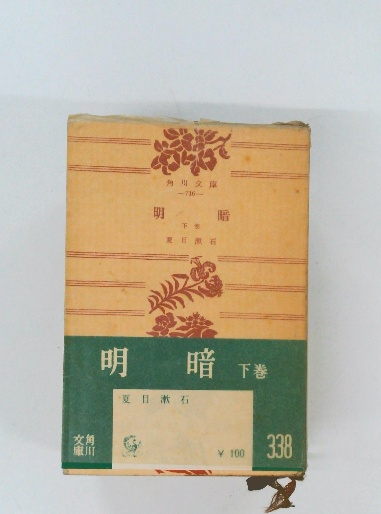 角川文庫
—716—
明 暗
下巻
夏目漱石
明 暗 下巻
夏目漱石
角川文庫
¥100
338